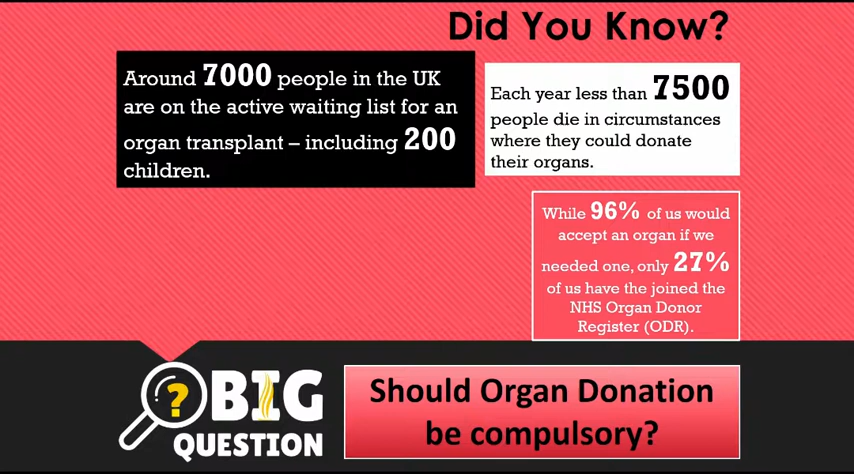 Did You Know?
Around 7000 people in the UK
are on the active waiting list for an
organ transplant – including 200
children.
Each year less than 7500
people die in circumstances
where they could donate
their organs.
While 96% of us would
accept an organ if we
needed one, only 27%
of us have the joined the
NHS Organ Donor
Register (ODR).
?
BIG
QUESTION
Should Organ Donation
be compulsory?